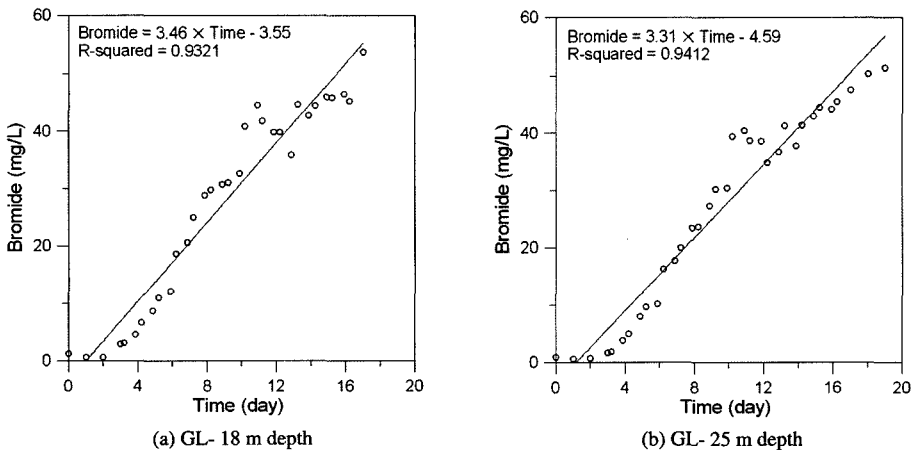 Bromide = 3.46 × Time - 3.55
R-squared = 0.9321
60
40
20
0
Bromide (mg/L)
0 4 8 12 16 20
Time (day)
(a) GL- 18 m depth
Bromide = 3.31 × Time - 4.59
R-squared = 0.9412
60
40
20
0
Bromide (mg/L)
0 4 8 12 16 20
Time (day)
(b) GL- 25 m depth